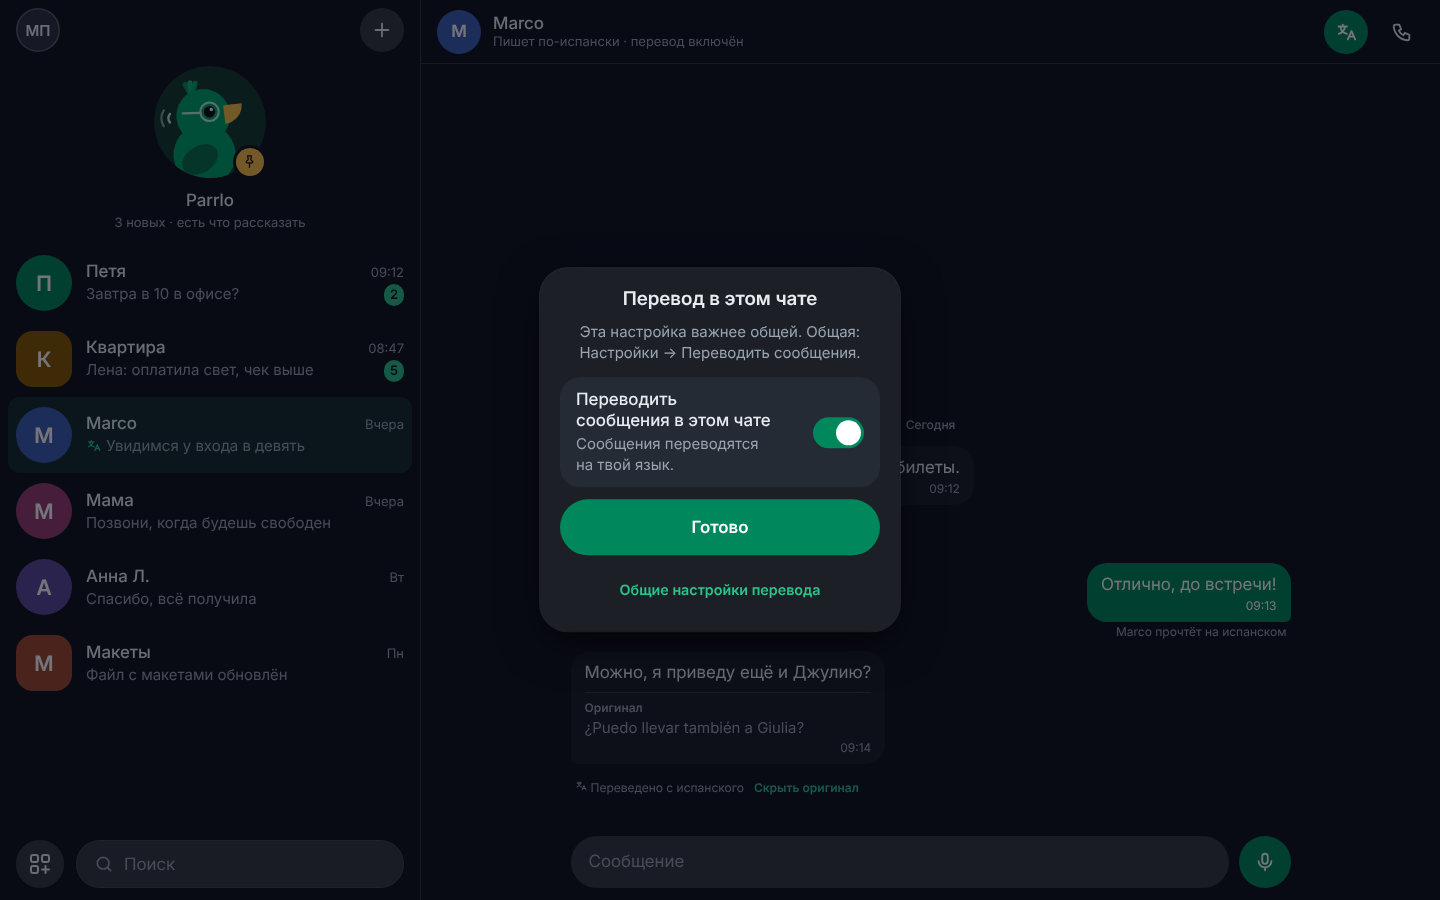 МП
Parrlo
3 новых · есть что рассказать
П
Петя
09:12
Завтра в 10 в офисе?
2
К
Квартира
08:47
Лена: оплатила свет, чек выше
5
M
Marco
Вчера
Увидимся у входа в девять
М
Мама
Вчера
Позвони, когда будешь свободен
А
Анна Л.
Вт
Спасибо, всё получила
М
Макеты
Пн
Файл с макетами обновлён
Поиск
M
Marco
Пишет по-испански · перевод включён
Сегодня
билеты.
09:12
Отлично, до встречи!
09:13
Marco прочтёт на испанском
Перевод в этом чате
Эта настройка важнее общей. Общая:
Настройки → Переводить сообщения.
Переводить
сообщения в этом чате
Сообщения переводятся
на твой язык.
Готово
Общие настройки перевода
Можно, я приведу ещё и Джулию?
Оригинал
¿Puedo llevar también a Giulia?
09:14
Переведено с испанского Скрыть оригинал
Сообщение